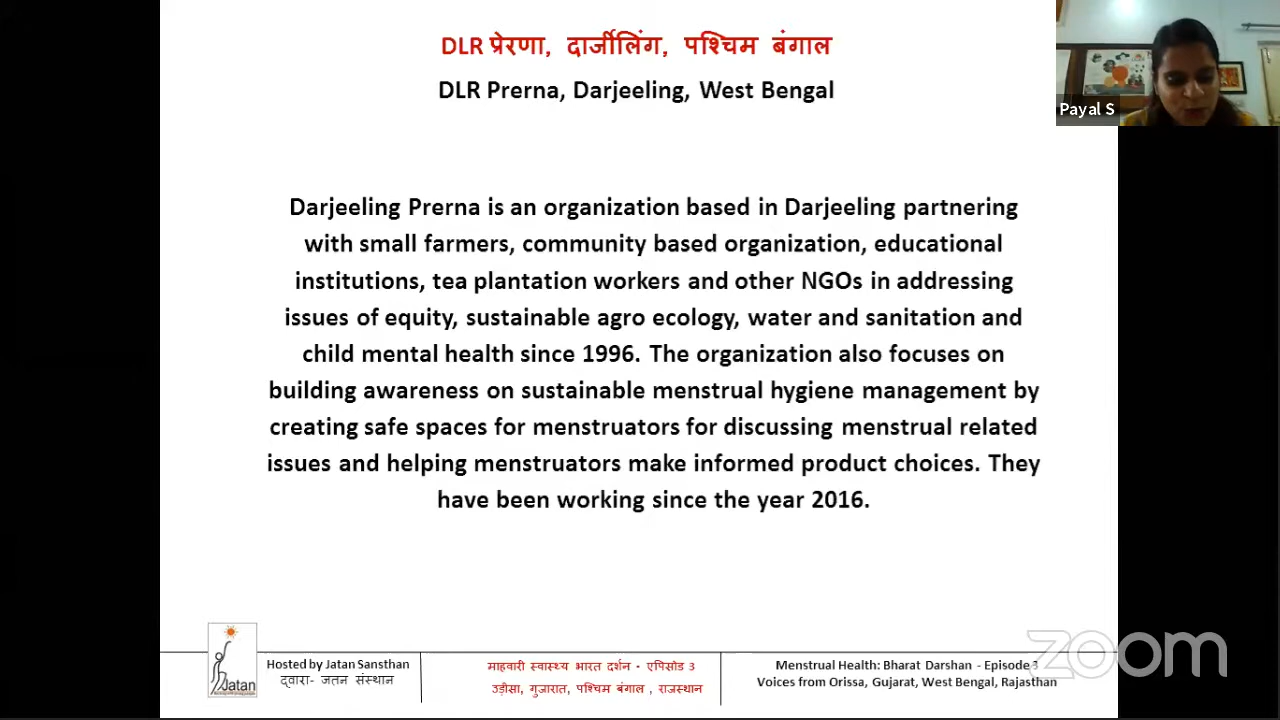 DLR प्रेरणा, दार्जीलिंग, पश्चिम बंगाल
DLR Prerna, Darjeeling, West Bengal
Payal S
Darjeeling Prerna is an organization based in Darjeeling partnering
with small farmers, community based organization, educational
institutions, tea plantation workers and other NGOs in addressing
issues of equity, sustainable agro ecology, water and sanitation and
child mental health since 1996. The organization also focuses on
building awareness on sustainable menstrual hygiene management by
creating safe spaces for menstruators for discussing menstrual related
issues and helping menstruators make informed product choices. They
have been working since the year 2016.
Jatan
Hosted by Jatan Sansthan
द्वारा- जतन संस्थान
माहवारी स्वास्थ्य भारत दर्शन - एपिसोड 3
उड़ीसा, गुजारात, पश्चिम बंगाल , राजस्थान
Menstrual Health: Bharat Darshan - Episode 3
Voices from Orissa, Gujarat, West Bengal, Rajasthan
zoom